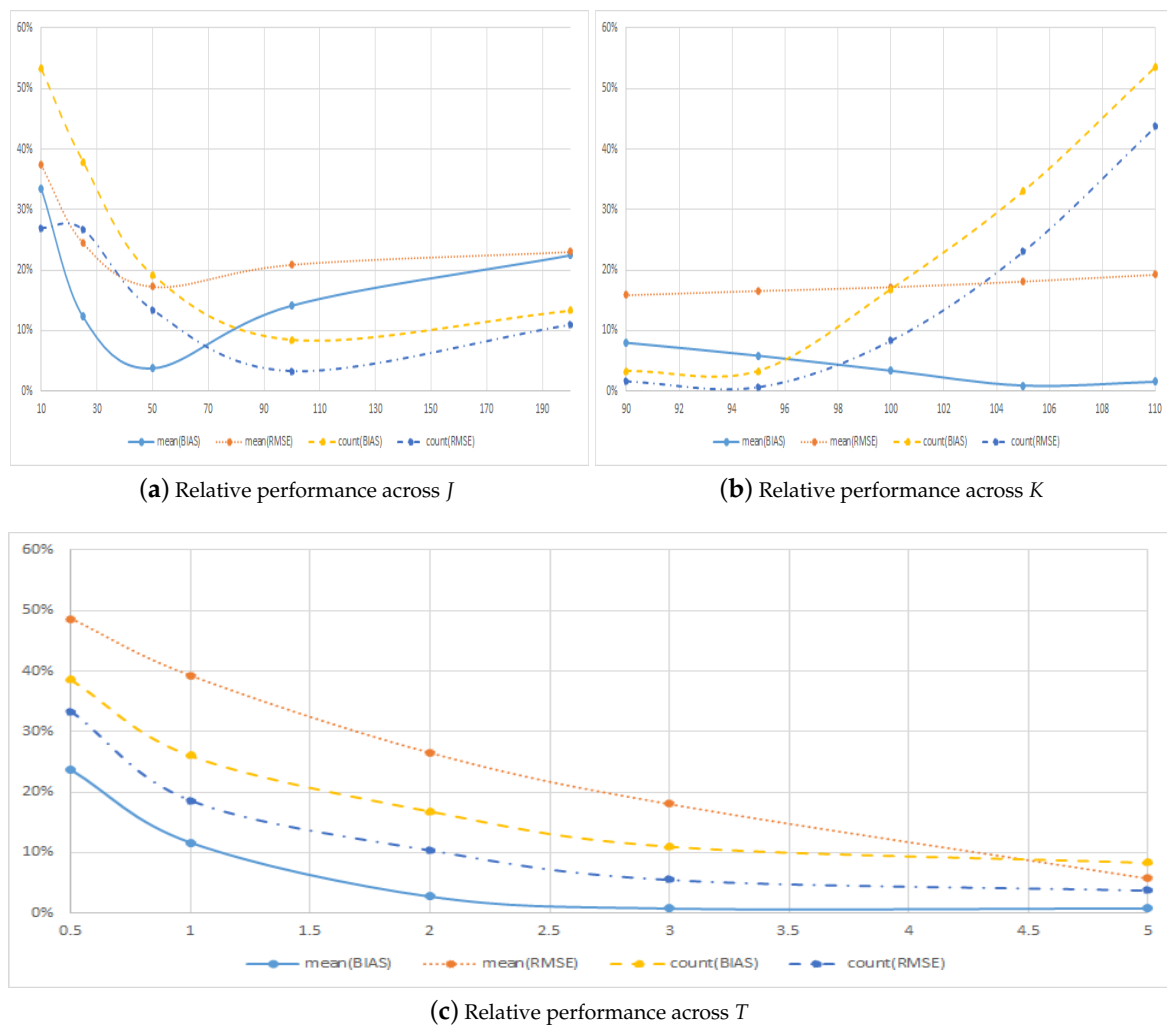 60%
50%
40%
30%
20%
10%
0%
10 30 50 70 90 110 130 150 170 190
mean(BIAS) mean(RMSE) count(BIAS) count(RMSE)
(a) Relative performance across J
60%
50%
40%
30%
20%
10%
0%
90 92 94 96 98 100 102 104 106 108 110
mean(BIAS) mean(RMSE) count(BIAS) count(RMSE)
(b) Relative performance across K
60%
50%
40%
30%
20%
10%
0%
0.5 1 1.5 2 2.5 3 3.5 4 4.5 5
mean(BIAS) mean(RMSE) count(BIAS) count(RMSE)
(c) Relative performance across T